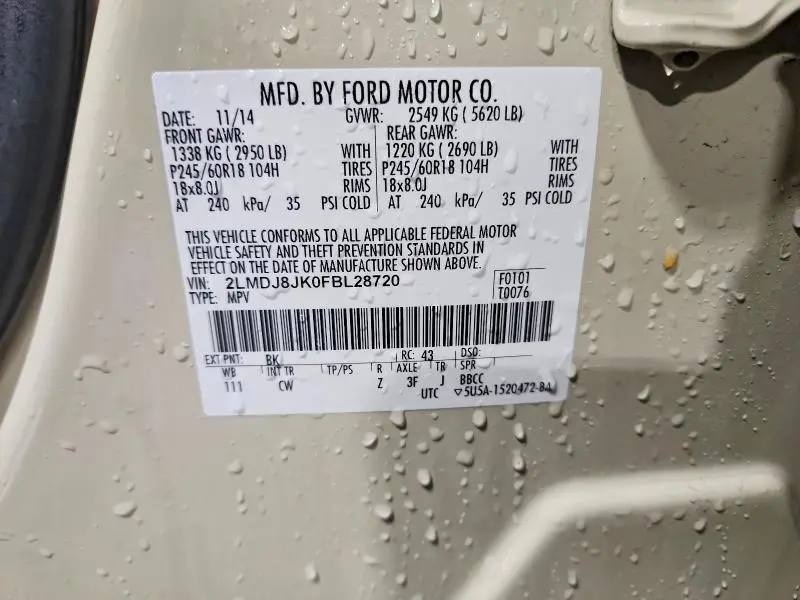 MFD. BY FORD MOTOR CO.
DATE: 11/14 GVWR: 2549 KG ( 5620 LB)
FRONT GAWR: REAR GAWR:
1338 KG ( 2950 LB) WITH 1220 KG ( 2690 LB) WITH
P245/60R18 104H TIRES P245/60R18 104H TIRES
18x8.0J RIMS 18x8.0J RIMS
AT 240 kPa/ 35 PSI COLD AT 240 kPa/ 35 PSI COLD
THIS VEHICLE CONFORMS TO ALL APPLICABLE FEDERAL MOTOR
VEHICLE SAFETY AND THEFT PREVENTION STANDARDS IN
EFFECT ON THE DATE OF MANUFACTURE SHOWN ABOVE.
VIN: 2LMDJ8JK0FBL28720 F0101
TYPE: MPV T0076
EXT PNT: BK RC: 43 DSO:
WB INT TR TP/PS R AXLE TR SPR
111 CW Z 3F J BBCC
UTC ▽5U5A-1520472-BA